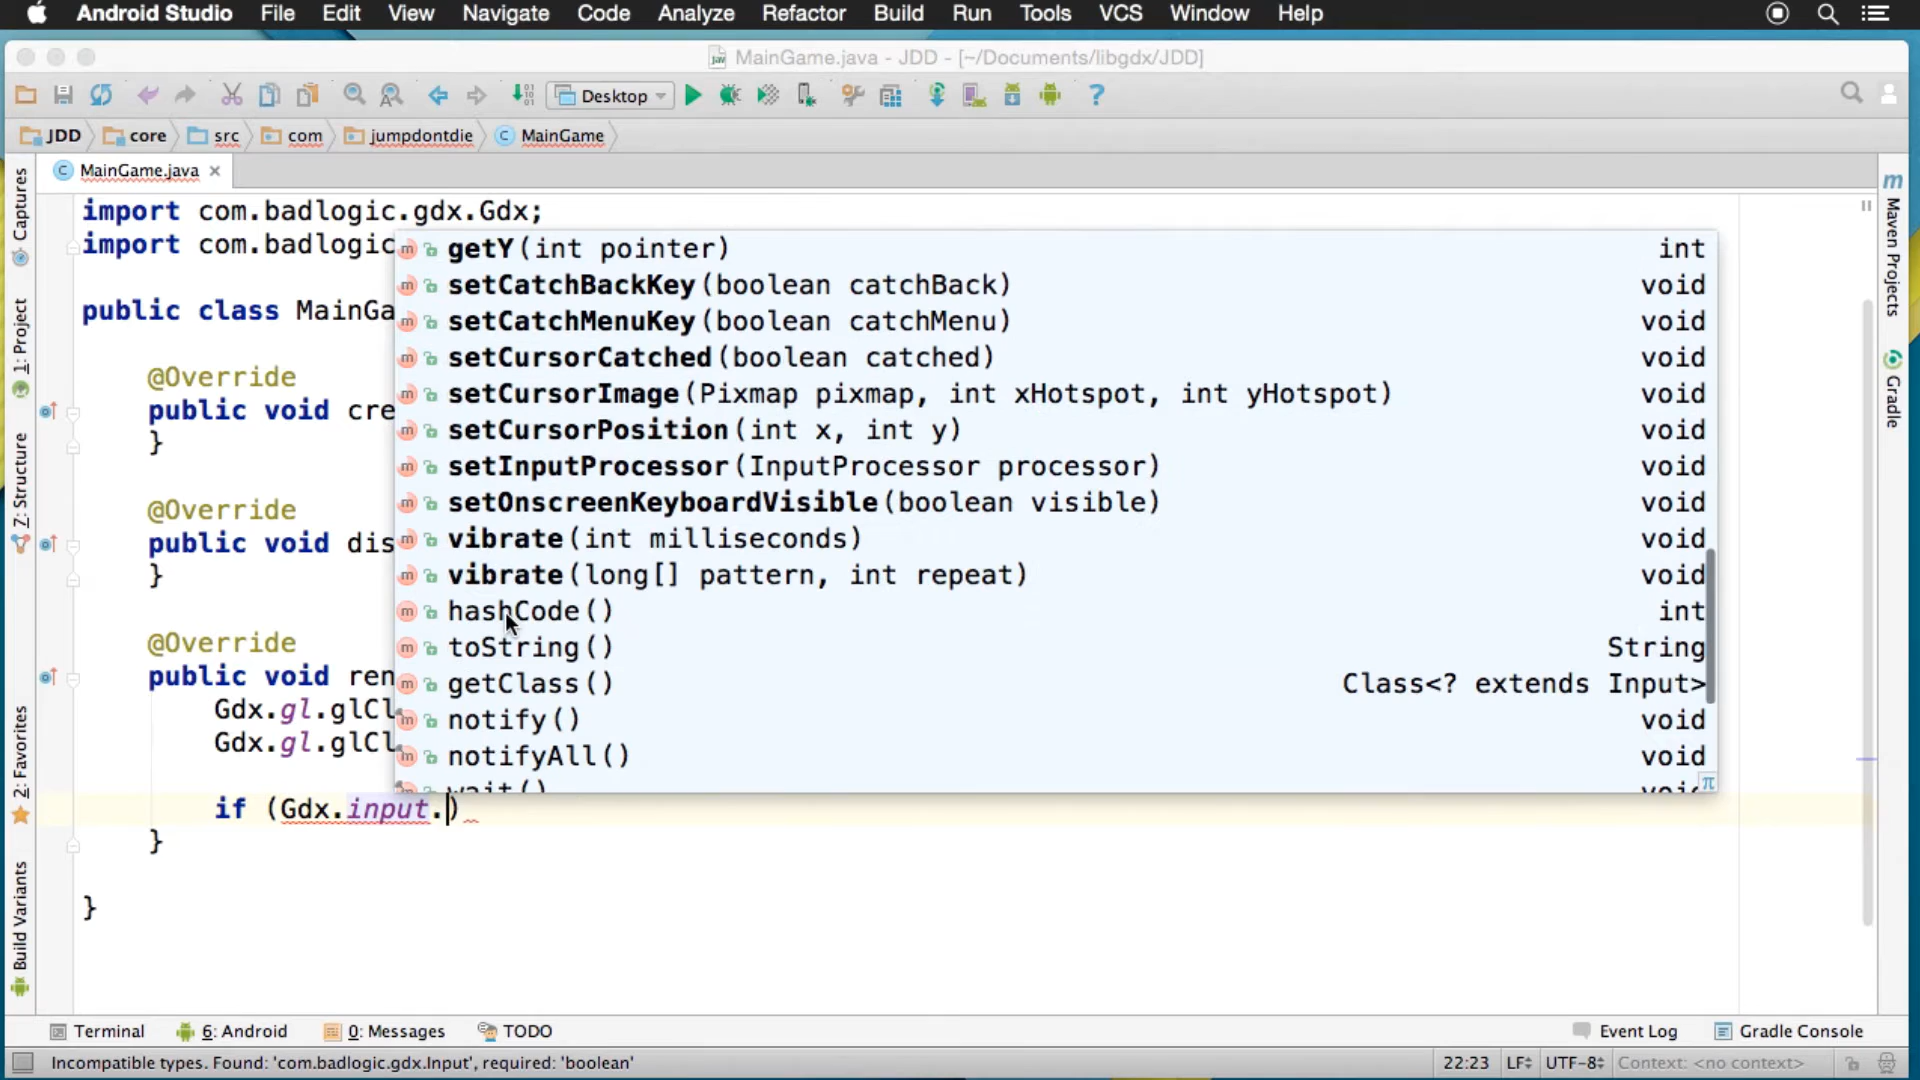 Android Studio File Edit View Navigate Code Analyze Refactor Build Run Tools VCS Window Help
MainGame.java - JDD - [~/Documents/libgdx/JDD]
Desktop
JDD core src com jumpdontdie MainGame
MainGame.java
import com.badlogic.gdx.Gdx;
import com.badlogic
public class MainGa
@Override
public void cre
}
@Override
public void dis
}
@Override
public void ren
Gdx.gl.glCl
Gdx.gl.glCl
if (Gdx.input.)
}
}
getY(int pointer) int
setCatchBackKey(boolean catchBack) void
setCatchMenuKey(boolean catchMenu) void
setCursorCatched(boolean catched) void
setCursorImage(Pixmap pixmap, int xHotspot, int yHotspot) void
setCursorPosition(int x, int y) void
setInputProcessor(InputProcessor processor) void
setOnscreenKeyboardVisible(boolean visible) void
vibrate(int milliseconds) void
vibrate(long[] pattern, int repeat) void
hashCode() int
toString() String
getClass() Class<? extends Input>
notify() void
notifyAll() void
wait() void
π
Captures
1: Project
7: Structure
2: Favorites
Build Variants
m
Maven Projects
Gradle
Terminal 6: Android 0: Messages TODO Event Log Gradle Console
Incompatible types. Found: 'com.badlogic.gdx.Input', required: 'boolean' 22:23 LF UTF-8 Context: <no context>